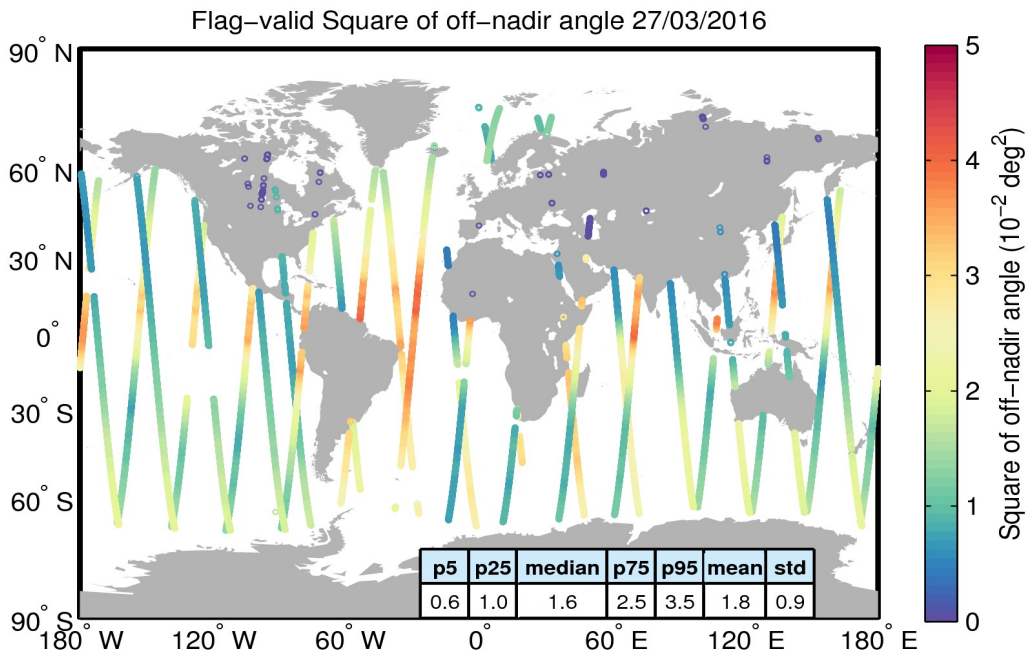 Flag−valid Square of off−nadir angle 27/03/2016
90° N
60° N
30° N
0°
30° S
60° S
90° S
180° W
120° W
60° W
0°
60° E
120° E
180° E
p5 p25 median p75 p95 mean std
0.6 1.0 1.6 2.5 3.5 1.8 0.9
5
4
3
2
1
0
Square of off−nadir angle (10⁻² deg²)